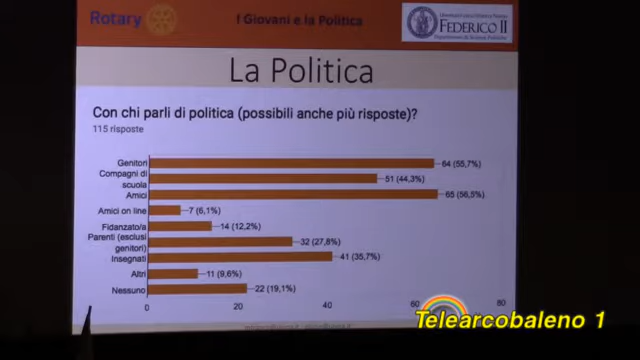 Rotary
I Giovani e la Politica
FEDERICO II
La Politica
Con chi parli di politica (possibili anche più risposte)?
115 risposte
Genitori 64 (55,7%)
Compagni di scuola 51 (44,3%)
Amici 65 (56,5%)
Amici on line 7 (6,1%)
Fidanzato/a 14 (12,2%)
Parenti (esclusi genitori) 32 (27,8%)
Insegnati 41 (35,7%)
Altri 11 (9,6%)
Nessuno 22 (19,1%)
0 20 40 60 80
Telearcobaleno 1